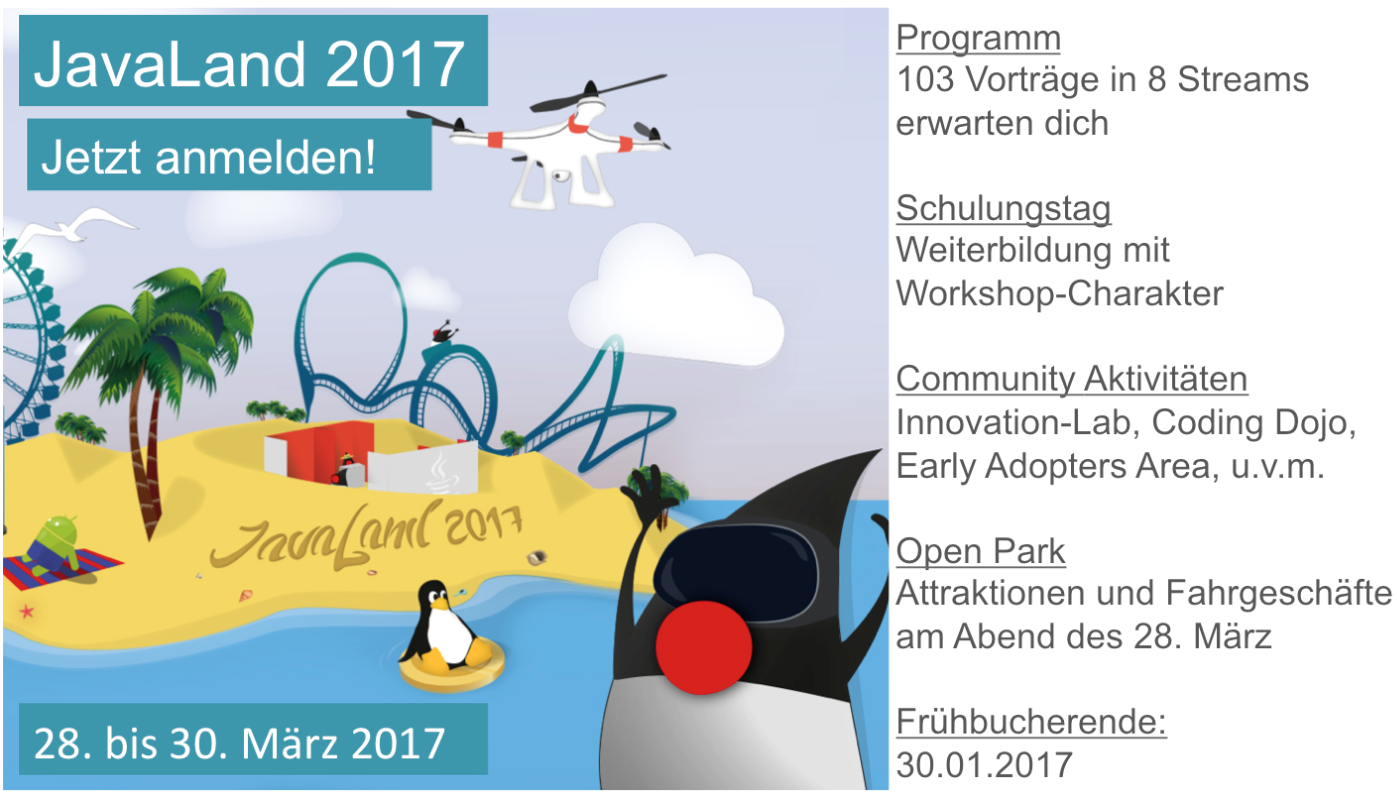 JavaLand 2017
Jetzt anmelden!
JavaLand 2017
28. bis 30. März 2017
Programm
103 Vorträge in 8 Streams
erwarten dich
Schulungstag
Weiterbildung mit
Workshop-Charakter
Community Aktivitäten
Innovation-Lab, Coding Dojo,
Early Adopters Area, u.v.m.
Open Park
Attraktionen und Fahrgeschäfte
am Abend des 28. März
Frühbucherende:
30.01.2017